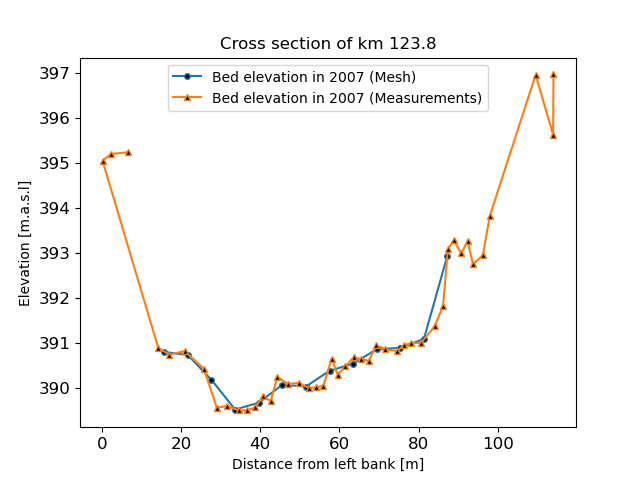 Cross section of km 123.8
Bed elevation in 2007 (Mesh)
Bed elevation in 2007 (Measurements)
Elevation [m.a.s.l]
397
396
395
394
393
392
391
390
0 20 40 60 80 100
Distance from left bank [m]